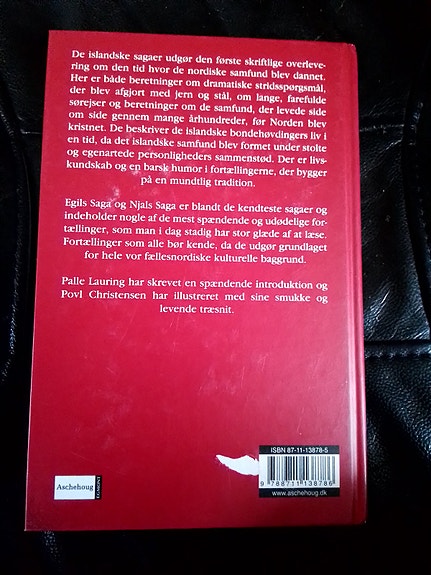 De islandske sagaer udgør den første skriftlige overleve-
ring om den tid hvor de nordiske samfund blev dannet.
Her er både beretninger om dramatiske stridsspørgsmål,
der blev afgjort med jern og stål, om lange, farefulde
sørejser og beretninger om de samfund, der levede side
om side gennem mange århundreder, før Norden blev
kristnet. De beskriver de islandske bondehøvdingers liv i
en tid, da det islandske samfund blev formet under stolte
og egenartede personligheders sammenstød. Der er livs-
kundskab og en barsk humor i fortællingerne, der bygger
på en mundtlig tradition.
Egils Saga og Njals Saga er blandt de kendteste sagaer og
indeholder nogle af de mest spændende og udødelige for-
tællinger, som man i dag stadig har stor glæde af at læse.
Fortællinger som alle bør kende, da de udgør grundlaget
for hele vor fællesnordiske kulturelle baggrund.
Palle Lauring har skrevet en spændende introduktion og
Povl Christensen har illustreret med sine smukke og
levende træsnit.
ISBN 87-11-13878-5
9 788711 138786
www.aschehoug.dk
Aschehoug
EGMONT